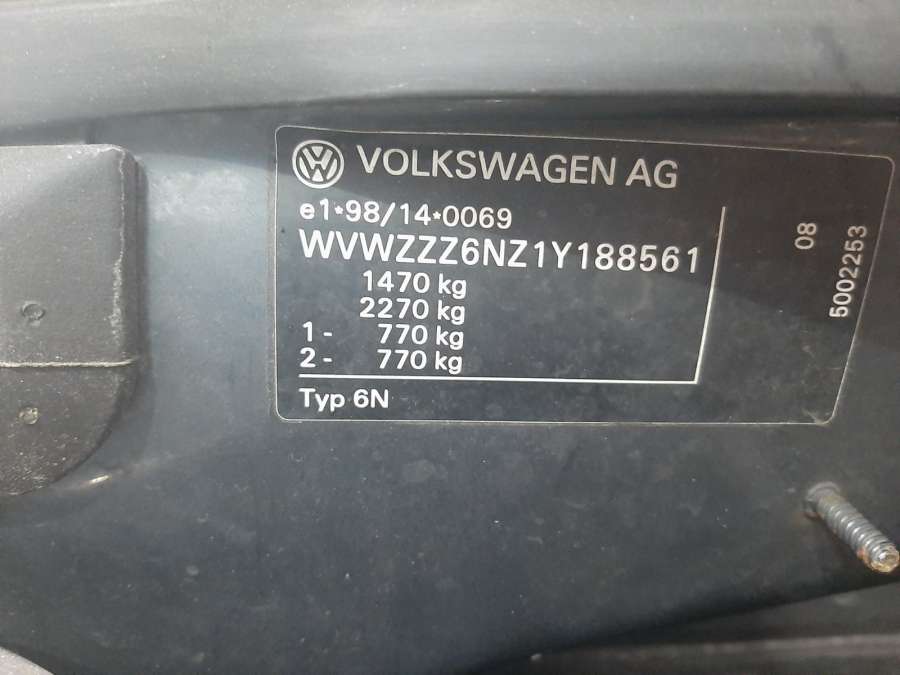 VOLKSWAGEN AG
e1*98/14*0069
WVWZZZ6NZ1Y188561
1470 kg
2270 kg
1- 770 kg
2- 770 kg
Typ 6N
08
5002253